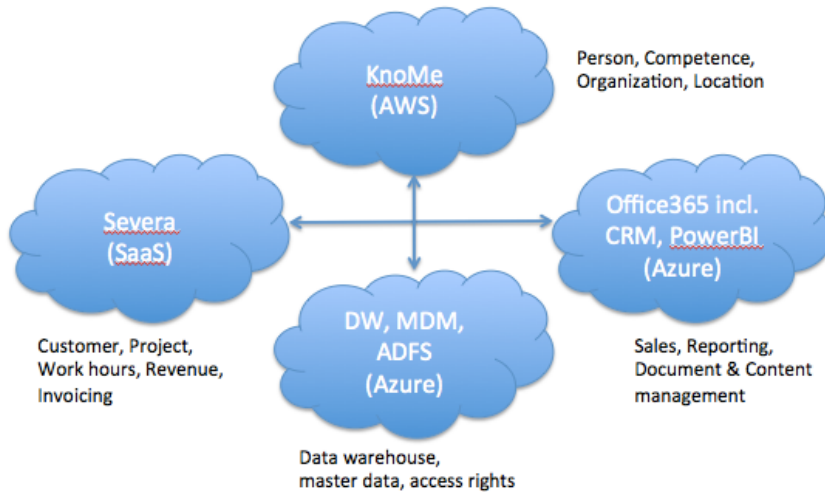 KnoMe
(AWS)
Person, Competence,
Organization, Location
Severa
(SaaS)
Customer, Project,
Work hours, Revenue,
Invoicing
Office365 incl.
CRM, PowerBI
(Azure)
Sales, Reporting,
Document & Content
management
DW, MDM,
ADFS
(Azure)
Data warehouse,
master data, access rights